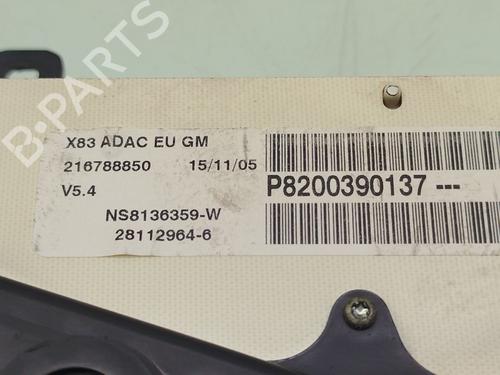 B-PARTS
X83 ADAC EU GM
216788850 15/11/05
V5.4
P8200390137 ---
NS8136359-W
28112964-6